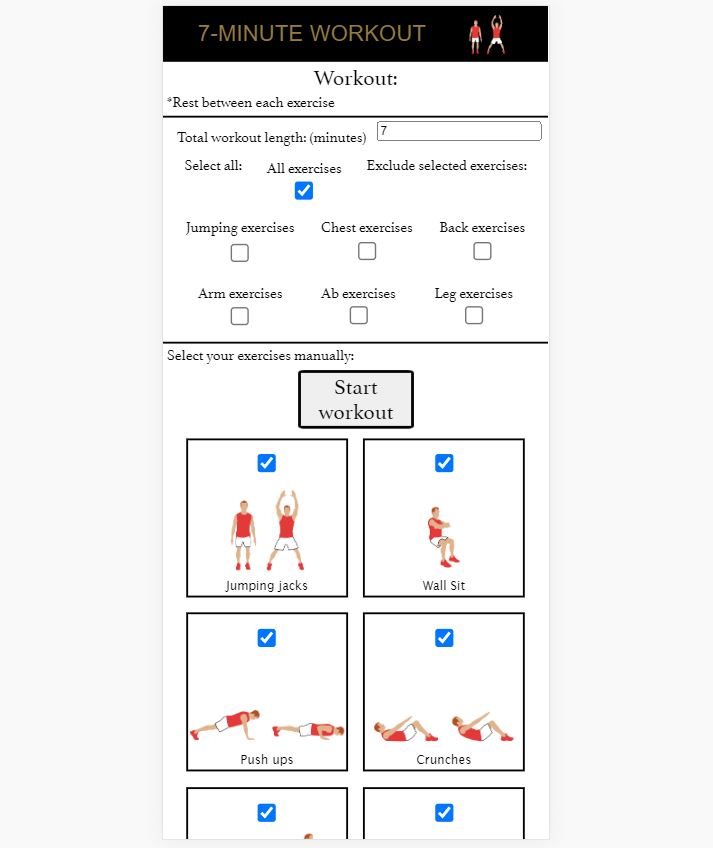 7-MINUTE WORKOUT
Workout:
*Rest between each exercise
Total workout length: (minutes) 7
Select all: All exercises Exclude selected exercises:
Jumping exercises Chest exercises Back exercises
Arm exercises Ab exercises Leg exercises
Select your exercises manually:
Start
workout
Jumping jacks Wall Sit
Push ups Crunches